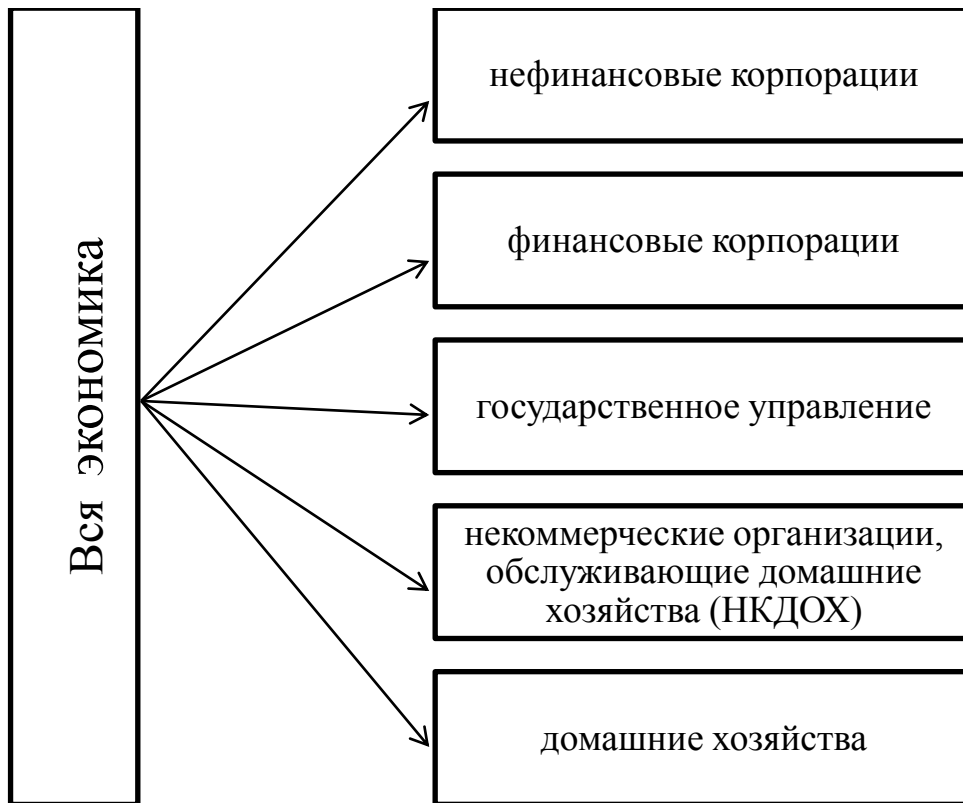 Вся экономика
нефинансовые корпорации
финансовые корпорации
государственное управление
некоммерческие организации,
обслуживающие домашние
хозяйства (НКДОХ)
домашние хозяйства